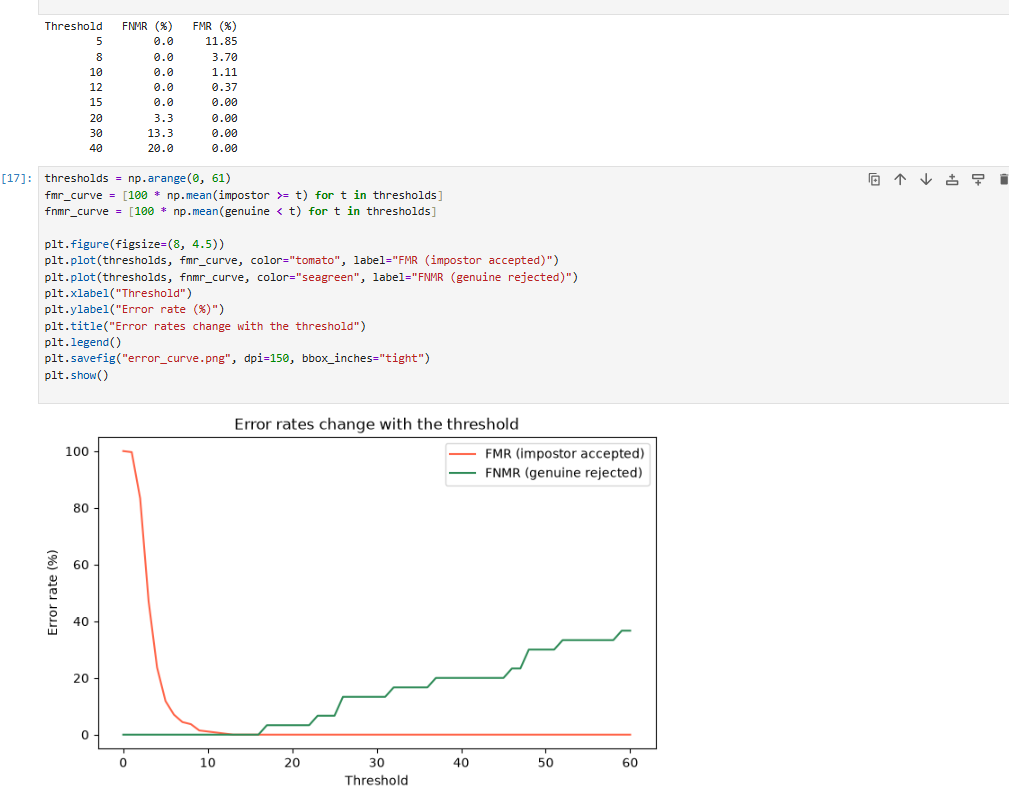 Threshold FNMR (%) FMR (%)
5 0.0 11.85
8 0.0 3.70
10 0.0 1.11
12 0.0 0.37
15 0.0 0.00
20 3.3 0.00
30 13.3 0.00
40 20.0 0.00
[17]: thresholds = np.arange(0, 61)
fmr_curve = [100 * np.mean(impostor >= t) for t in thresholds]
fnmr_curve = [100 * np.mean(genuine < t) for t in thresholds]
plt.figure(figsize=(8, 4.5))
plt.plot(thresholds, fmr_curve, color="tomato", label="FMR (impostor accepted)")
plt.plot(thresholds, fnmr_curve, color="seagreen", label="FNMR (genuine rejected)")
plt.xlabel("Threshold")
plt.ylabel("Error rate (%)")
plt.title("Error rates change with the threshold")
plt.legend()
plt.savefig("error_curve.png", dpi=150, bbox_inches="tight")
plt.show()
Error rates change with the threshold
FMR (impostor accepted)
FNMR (genuine rejected)
Error rate (%)
100
80
60
40
20
0
0 10 20 30 40 50 60
Threshold